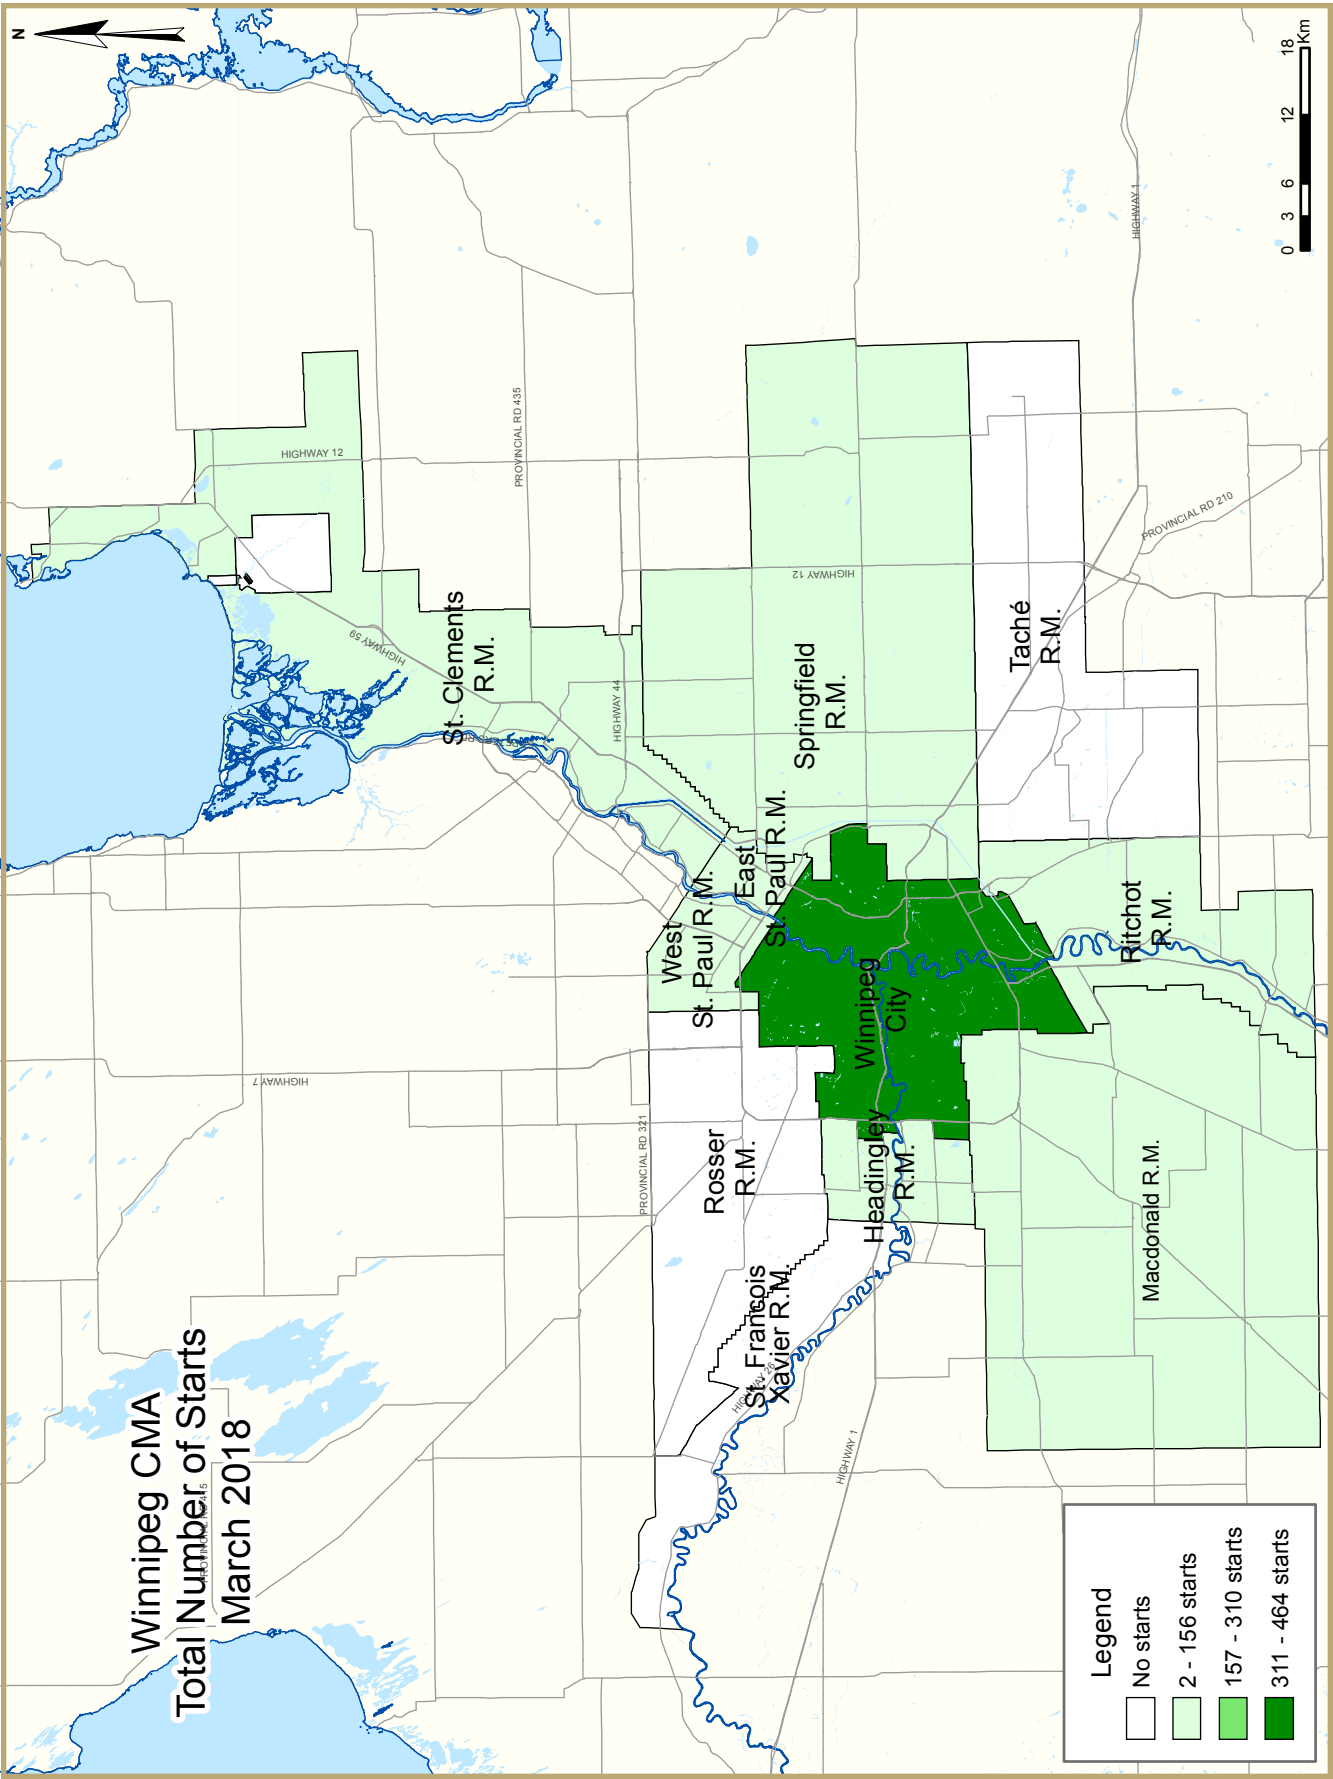 Winnipeg CMA
Total Number of Starts
March 2018
N
HIGHWAY 12
PROVINCIAL RD 435
HIGHWAY 59
St. Clements
R.M.
HIGHWAY 44
HIGHWAY 7
PROVINCIAL RD 321
West
St. Paul R.M.
East
St. Paul R.M.
Springfield
R.M.
HIGHWAY 12
Rosser
R.M.
St. Francois
Xavier R.M.
HIGHWAY 26
HIGHWAY 1
Headingley
R.M.
Winnipeg
City
Taché
R.M.
HIGHWAY 1
PROVINCIAL RD 210
Ritchot
R.M.
Macdonald R.M.
Legend
No starts
2 - 156 starts
157 - 310 starts
311 - 464 starts
0 3 6 12 18
Km